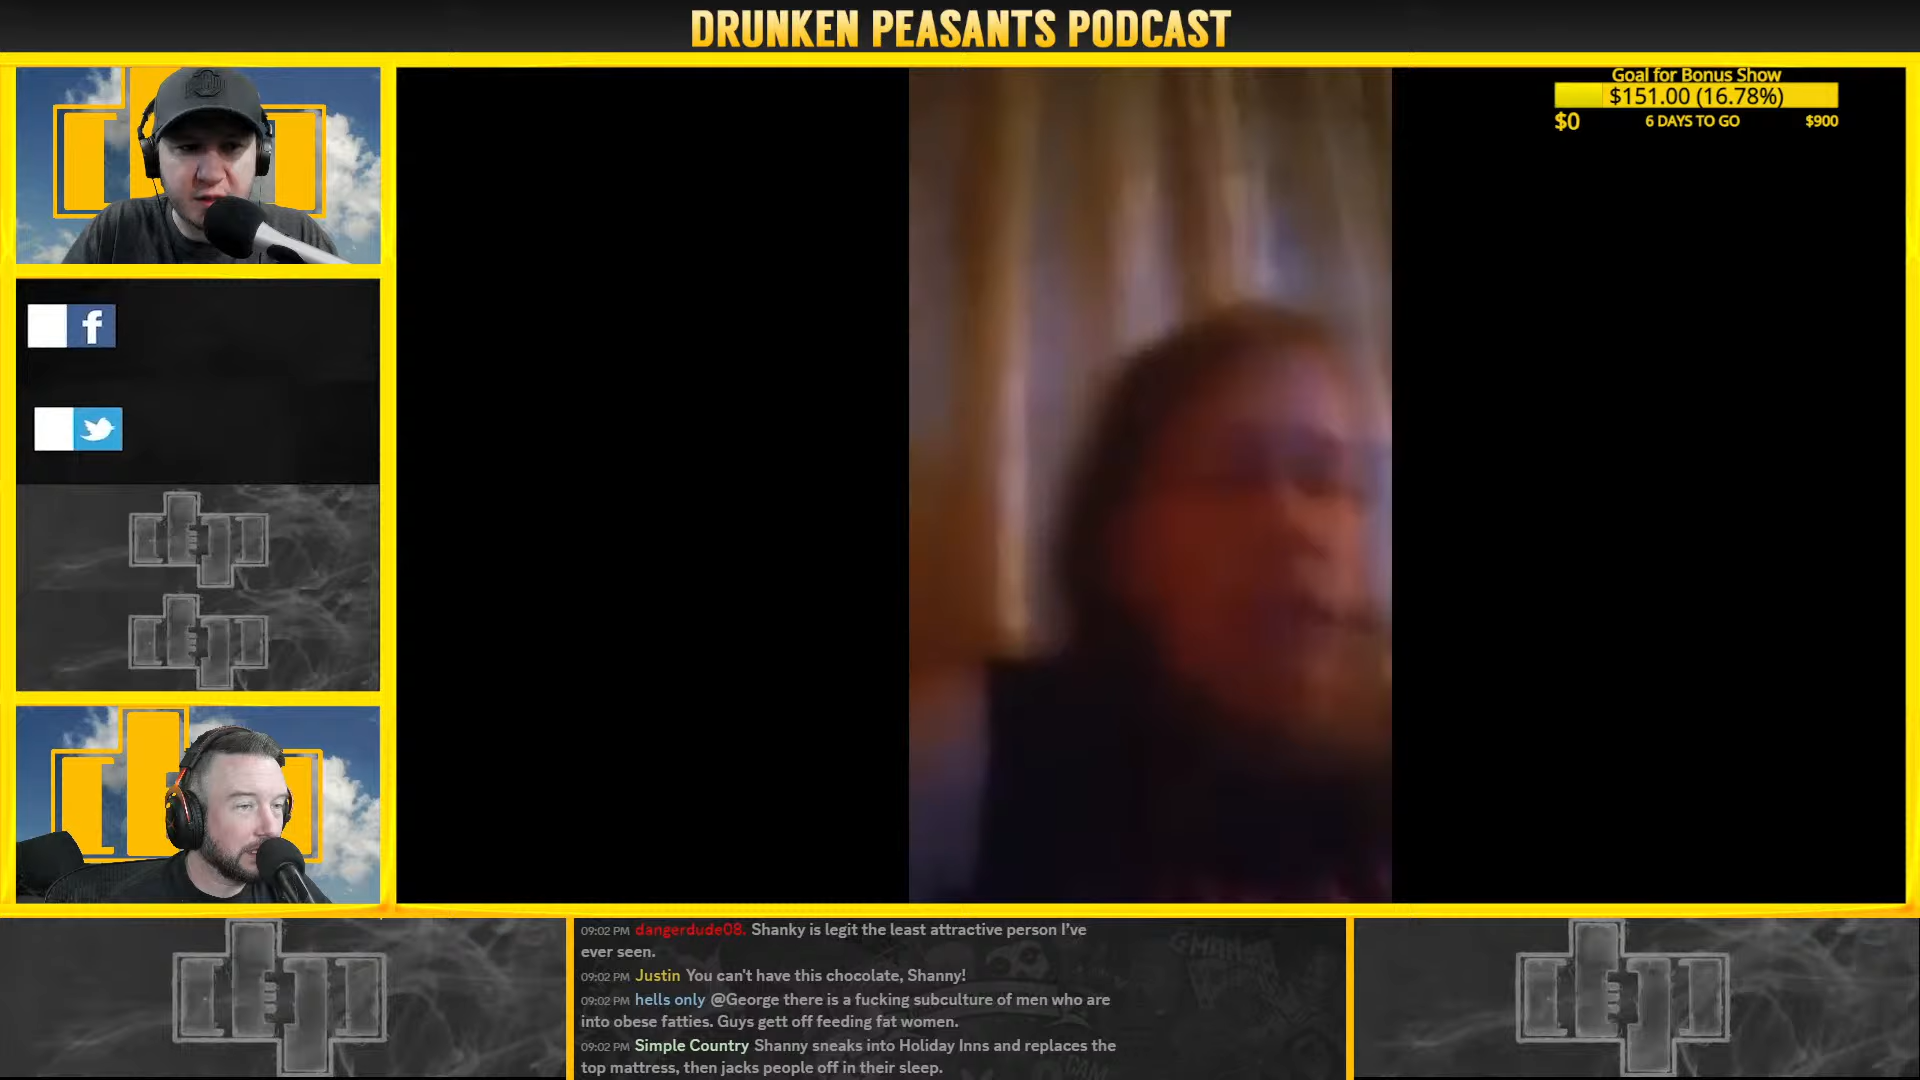 DRUNKEN PEASANTS PODCAST
Goal for Bonus Show
$151.00 (16.78%)
$0 6 DAYS TO GO $900
f
09:02 PM dangerdude08. Shanky is legit the least attractive person I've
ever seen.
09:02 PM Justin You can't have this chocolate, Shanny!
09:02 PM hells only @George there is a fucking subculture of men who are
into obese fatties. Guys gett off feeding fat women.
09:02 PM Simple Country Shanny sneaks into Holiday Inns and replaces the
top mattress, then jacks people off in their sleep.